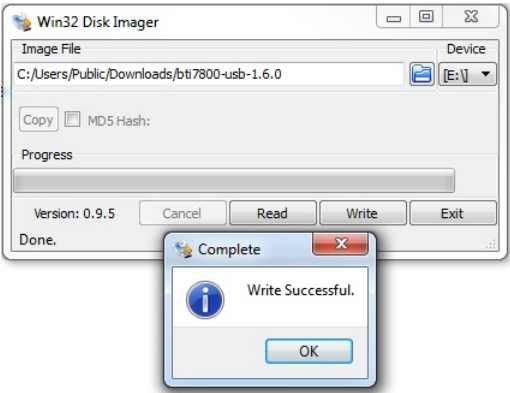 Win32 Disk Imager
Image File
Device
C:/Users/Public/Downloads/bti7800-usb-1.6.0
[E:\]
Copy
MD5 Hash:
Progress
Version: 0.9.5
Cancel
Read
Write
Exit
Done.
Complete
Write Successful.
OK